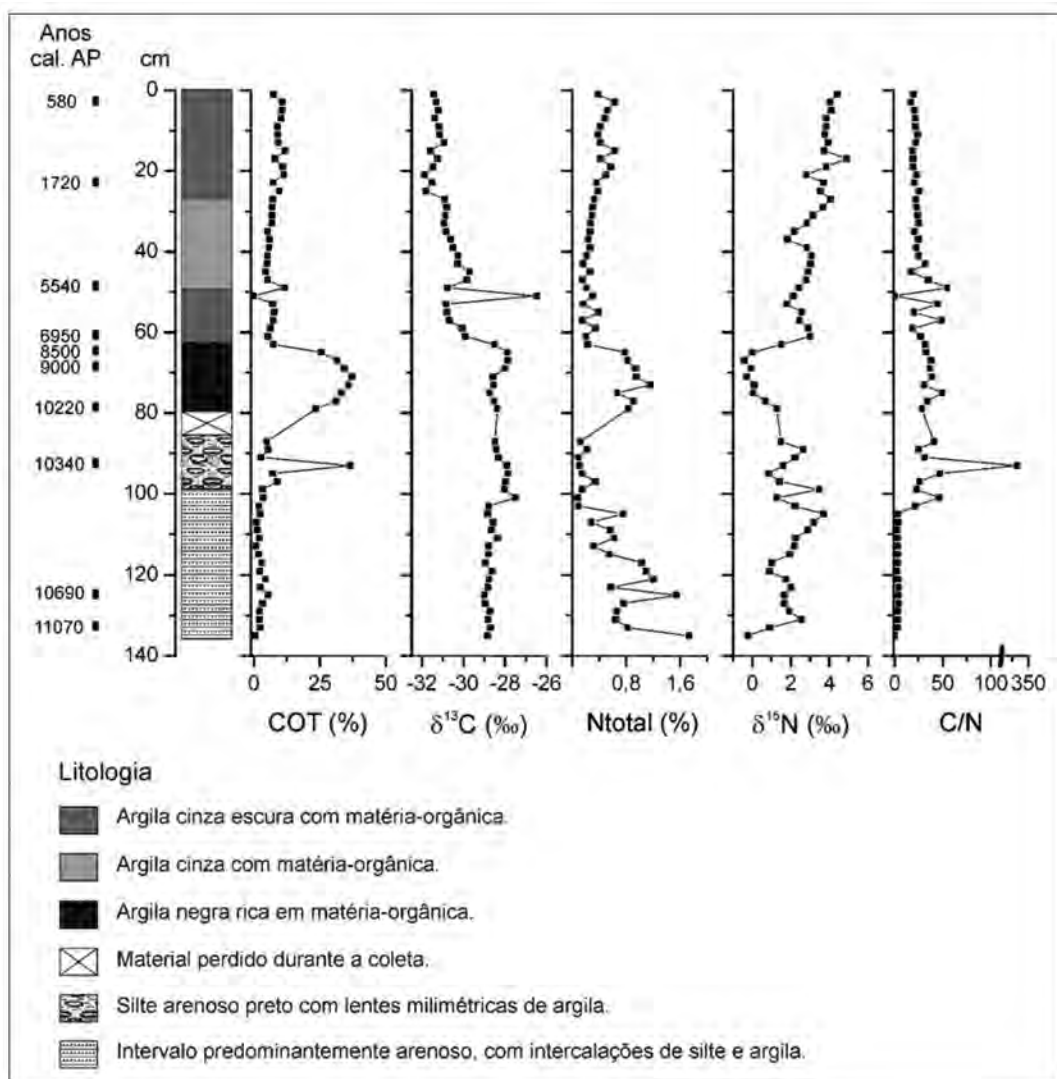 Anos
cal. AP
cm
580
1720
5540
6950
8500
9000
10220
10340
10690
11070
0
20
40
60
80
100
120
140
0 25 50
-32 -30 -28 -26
0,8 1,6
0 2 4 6
0 50 100 350
COT (%)
δ¹³C (‰)
Ntotal (%)
δ¹⁵N (‰)
C/N
Litologia
Argila cinza escura com matéria-orgânica.
Argila cinza com matéria-orgânica.
Argila negra rica em matéria-orgânica.
Material perdido durante a coleta.
Silte arenoso preto com lentes milimétricas de argila.
Intervalo predominantemente arenoso, com intercalações de silte e argila.